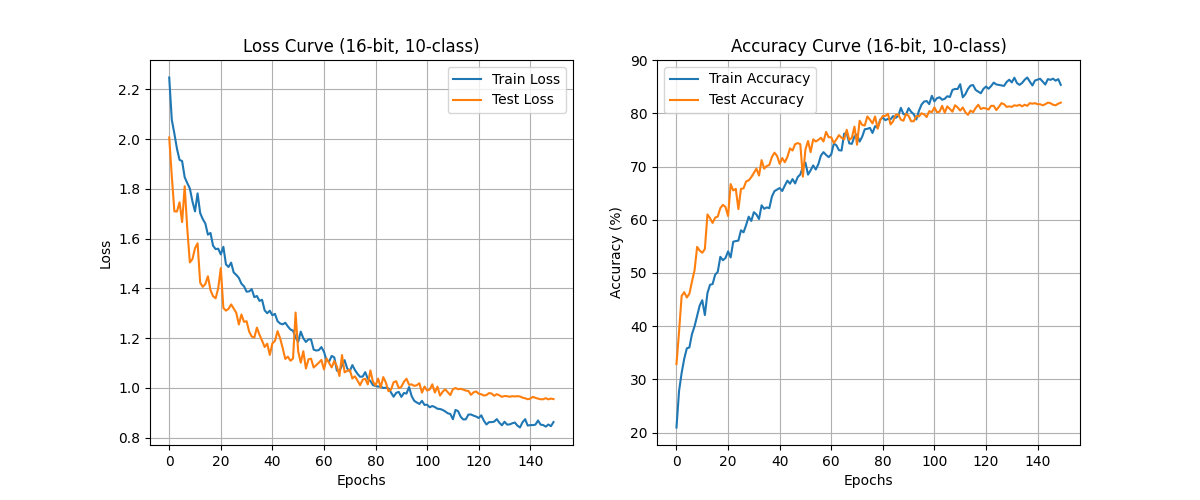 Loss Curve (16-bit, 10-class)
Train Loss
Test Loss
2.2
2.0
1.8
1.6
1.4
1.2
1.0
0.8
Loss
0 20 40 60 80 100 120 140
Epochs
Accuracy Curve (16-bit, 10-class)
Train Accuracy
Test Accuracy
90
80
70
60
50
40
30
20
Accuracy (%)
0 20 40 60 80 100 120 140
Epochs